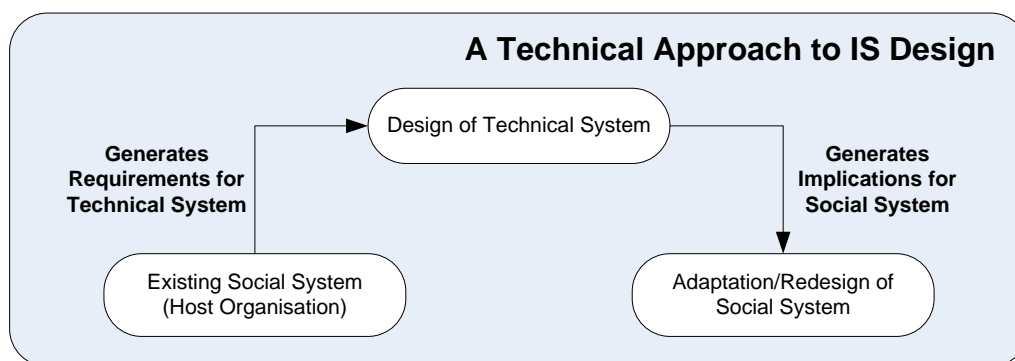 A Technical Approach to IS Design
Design of Technical System
Generates
Requirements for
Technical System
Generates
Implications for
Social System
Existing Social System
(Host Organisation)
Adaptation/Redesign of
Social System